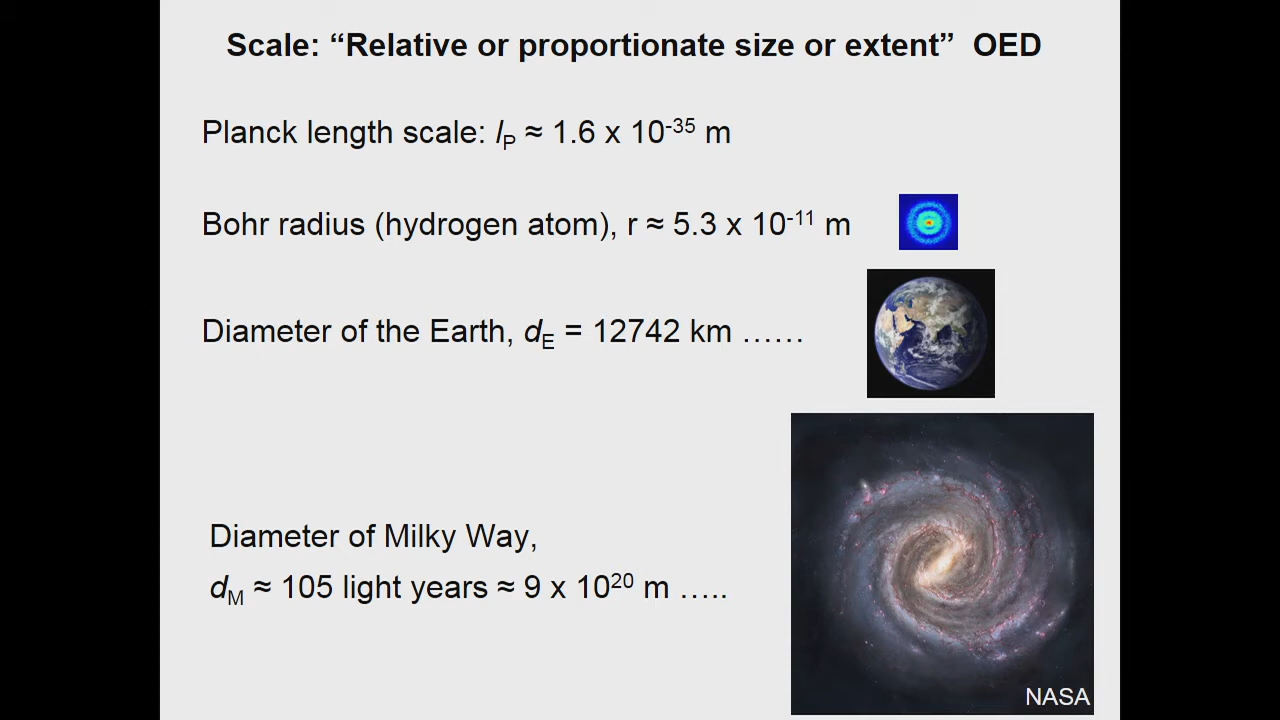 Scale: “Relative or proportionate size or extent” OED
Planck length scale: lP ≈ 1.6 x 10-35 m
Bohr radius (hydrogen atom), r ≈ 5.3 x 10-11 m
Diameter of the Earth, dE = 12742 km ……
Diameter of Milky Way,
dM ≈ 105 light years ≈ 9 x 1020 m …..
NASA